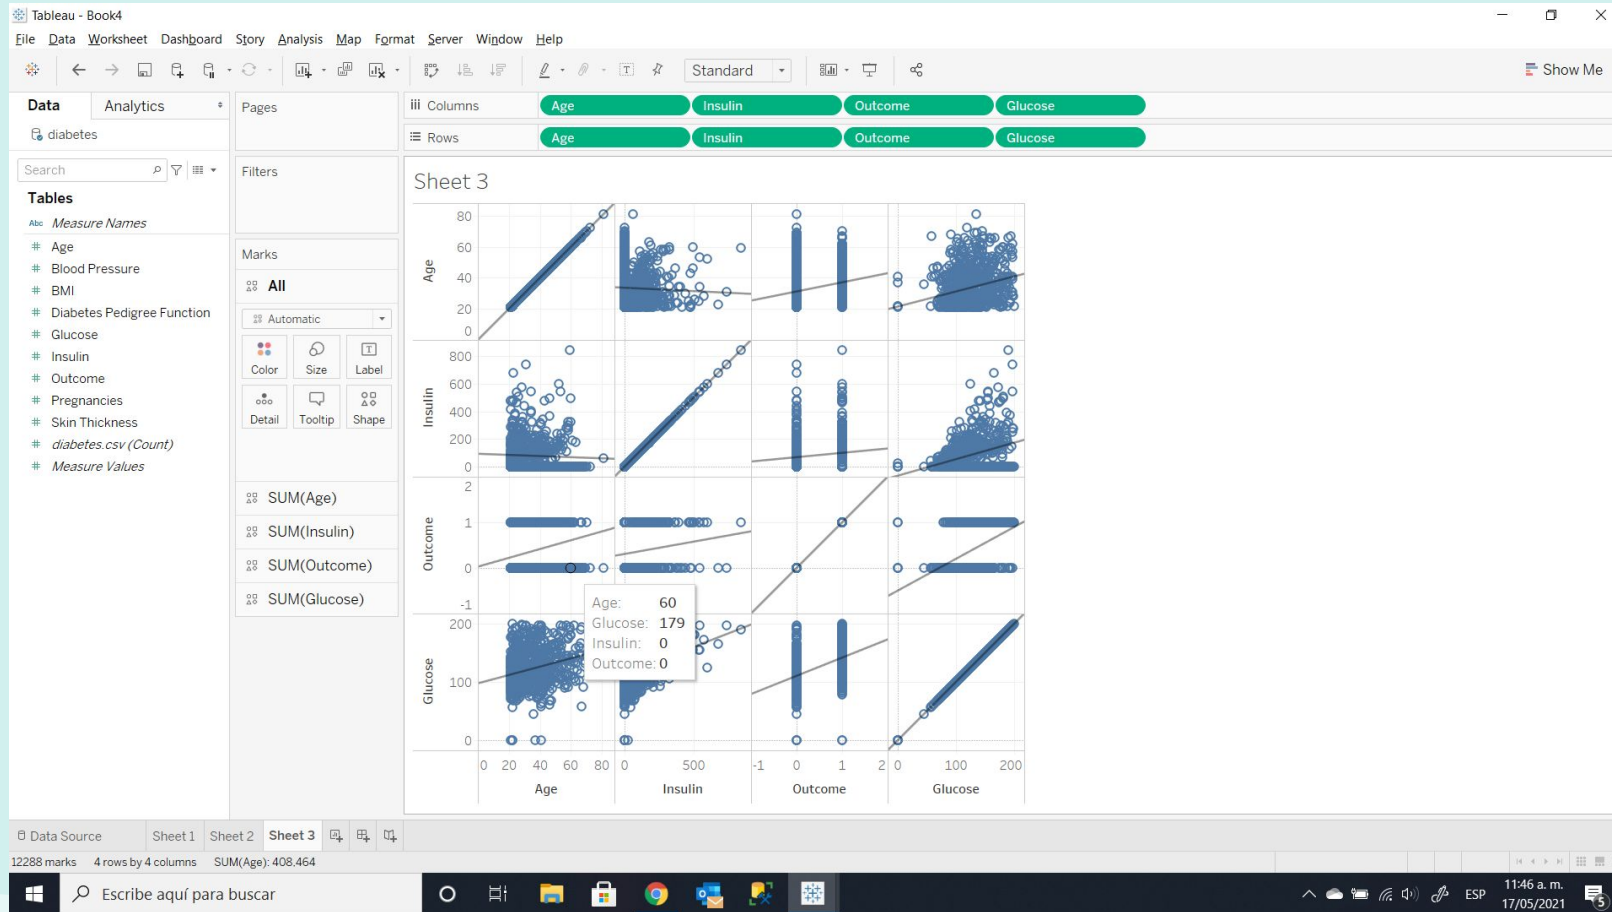 Tableau - Book4
File Data Worksheet Dashboard Story Analysis Map Format Server Window Help
Standard
Show Me
Data Analytics
diabetes
Search
Tables
Abc Measure Names
# Age
# Blood Pressure
# BMI
# Diabetes Pedigree Function
# Glucose
# Insulin
# Outcome
# Pregnancies
# Skin Thickness
# diabetes.csv (Count)
# Measure Values
Pages
Filters
Marks
All
Automatic
Color Size Label
Detail Tooltip Shape
SUM(Age)
SUM(Insulin)
SUM(Outcome)
SUM(Glucose)
Columns Age Insulin Outcome Glucose
Rows Age Insulin Outcome Glucose
Sheet 3
Age
80
60
40
20
0
Insulin
800
600
400
200
0
Outcome
2
1
0
-1
Glucose
200
100
0
Age: 60
Glucose: 179
Insulin: 0
Outcome: 0
0 20 40 60 80 0 500 -1 0 1 2 0 100 200
Age Insulin Outcome Glucose
Data Source Sheet 1 Sheet 2 Sheet 3
12288 marks 4 rows by 4 columns SUM(Age): 408,464
Escribe aquí para buscar
ESP
11:46 a. m.
17/05/2021
5